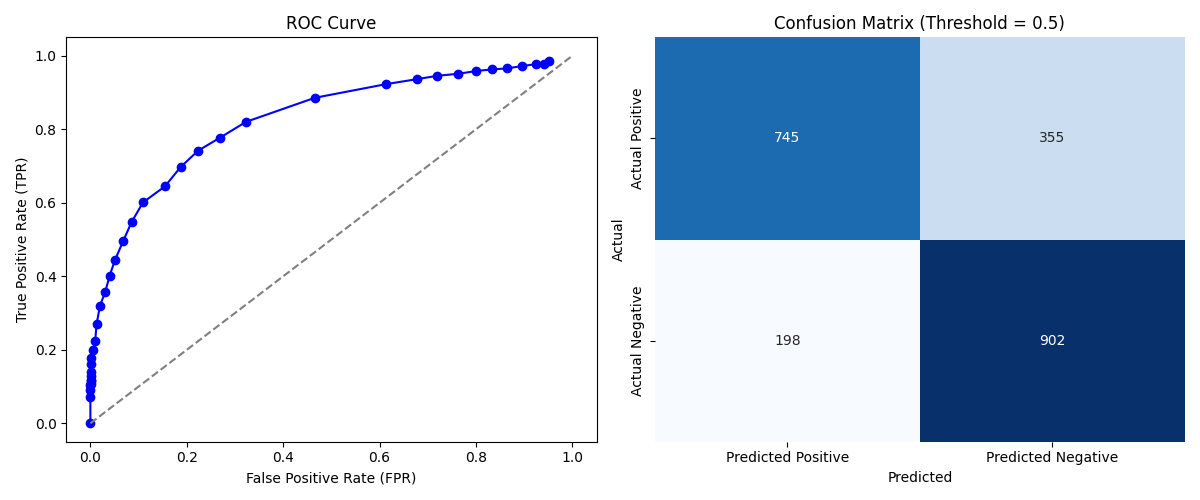 ROC Curve
1.0
0.8
0.6
0.4
0.2
0.0
True Positive Rate (TPR)
0.0 0.2 0.4 0.6 0.8 1.0
False Positive Rate (FPR)
Confusion Matrix (Threshold = 0.5)
Actual
Actual Positive
745 355
Actual Negative
198 902
Predicted Positive Predicted Negative
Predicted